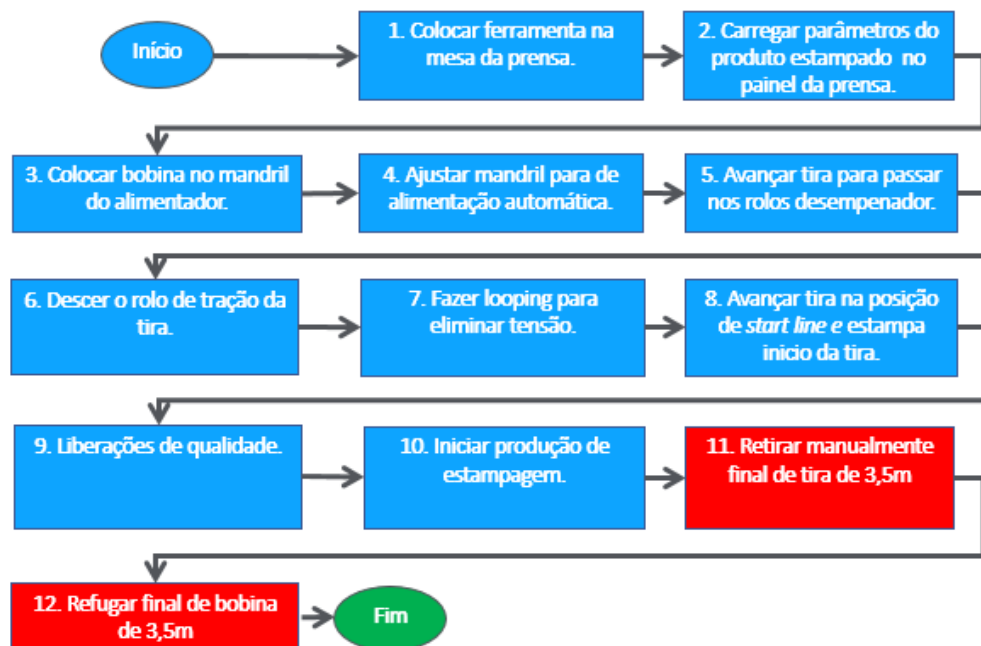 Início
1. Colocar ferramenta na
mesa da prensa.
2. Carregar parâmetros do
produto estampado no
painel da prensa.
3. Colocar bobina no mandril
do alimentador.
4. Ajustar mandril para de
alimentação automática.
5. Avançar tira para passar
nos rolos desempenador.
6. Descer o rolo de tração da
tira.
7. Fazer looping para
eliminar tensão.
8. Avançar tira na posição
de start line e estampa
inicio da tira.
9. Liberações de qualidade.
10. Iniciar produção de
estampagem.
11. Retirar manualmente
final de tira de 3,5m
12. Refugar final de bobina
de 3,5m
Fim